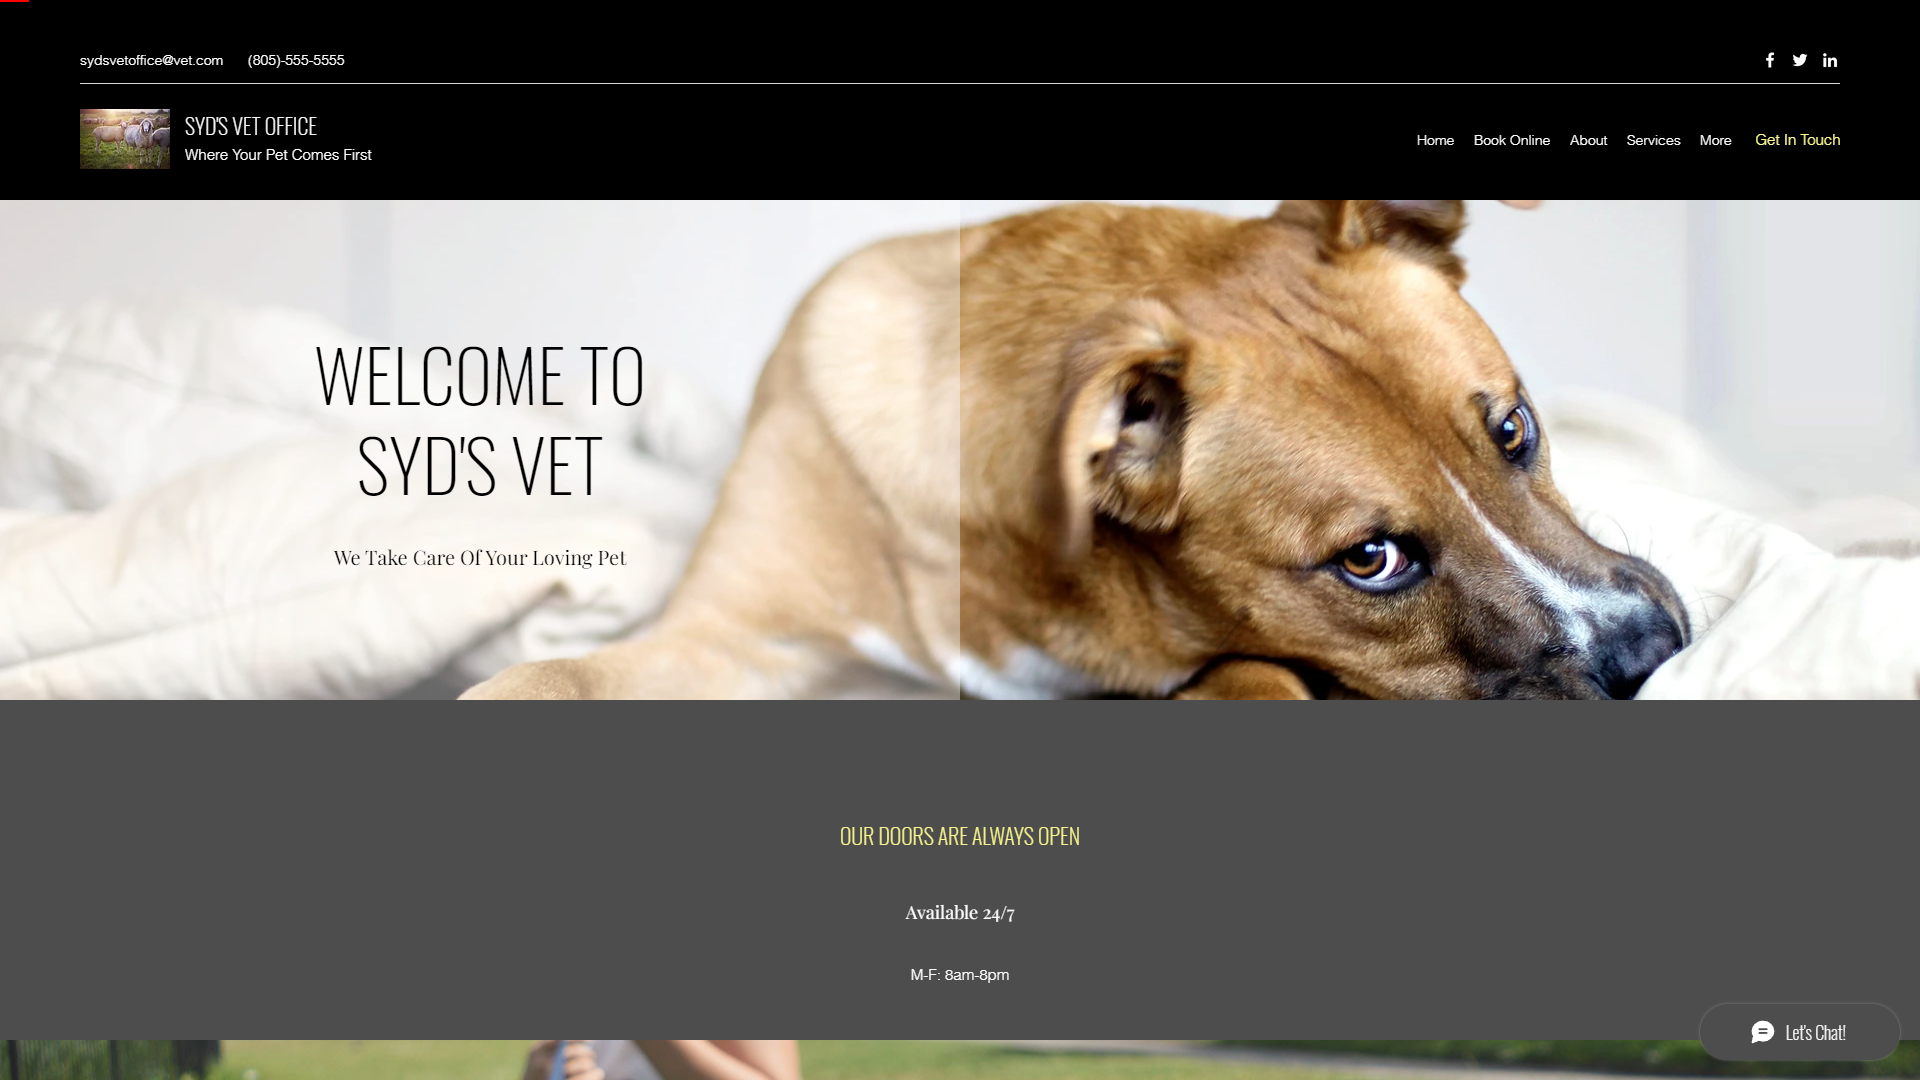 sydsvetoffice@vet.com (805)-555-5555
SYD'S VET OFFICE
Where Your Pet Comes First
Home Book Online About Services More Get In Touch
WELCOME TO
SYD'S VET
We Take Care Of Your Loving Pet
OUR DOORS ARE ALWAYS OPEN
Available 24/7
M-F: 8am-8pm
Let's Chat!